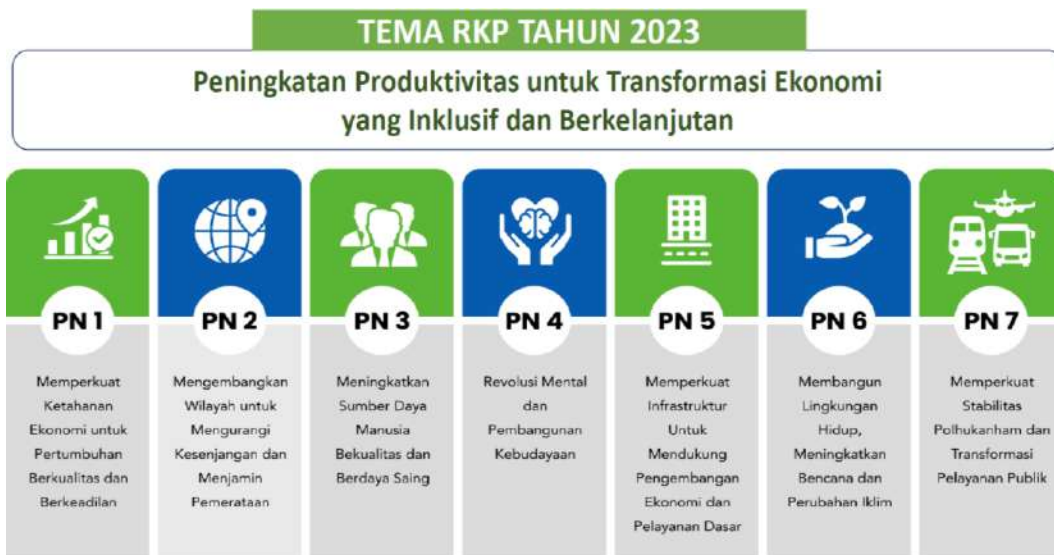 TEMA RKP TAHUN 2023
Peningkatan Produktivitas untuk Transformasi Ekonomi
yang Inklusif dan Berkelanjutan
PN 1
Memperkuat
Ketahanan
Ekonomi untuk
Pertumbuhan
Berkualitas dan
Berkeadilan
PN 2
Mengembangkan
Wilayah untuk
Mengurangi
Kesenjangan dan
Menjamin
Pemerataan
PN 3
Meningkatkan
Sumber Daya
Manusia
Bekualitas dan
Berdaya Saing
PN 4
Revolusi Mental
dan
Pembangunan
Kebudayaan
PN 5
Memperkuat
Infrastruktur
Untuk
Mendukung
Pengembangan
Ekonomi dan
Pelayanan Dasar
PN 6
Membangun
Lingkungan
Hidup,
Meningkatkan
Bencana dan
Perubahan Iklim
PN 7
Memperkuat
Stabilitas
Polhukanham dan
Transformasi
Pelayanan Publik